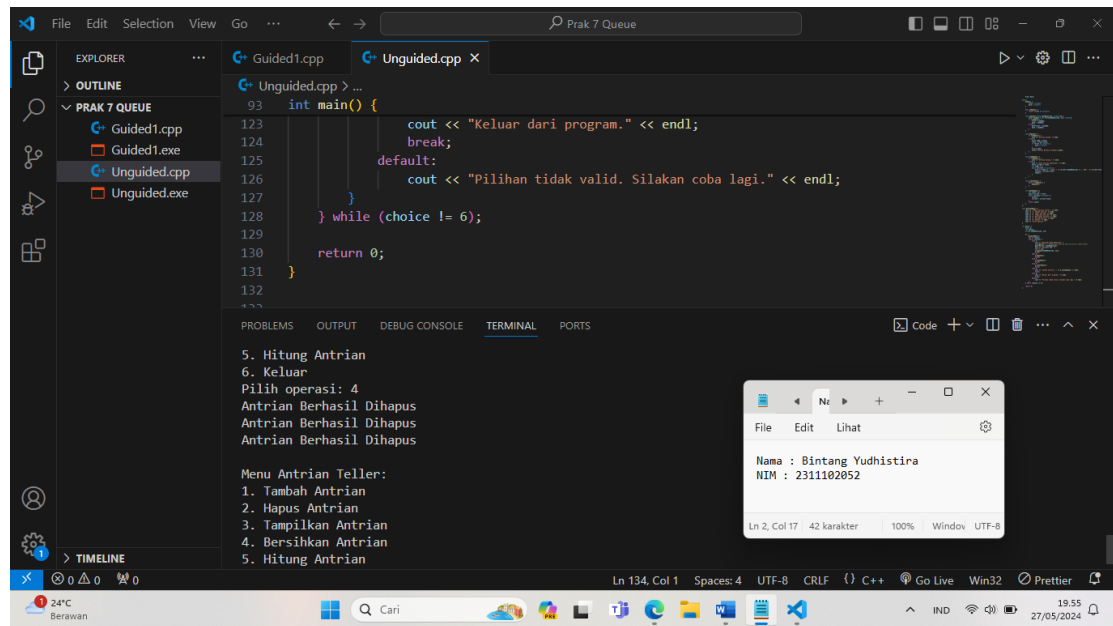 File Edit Selection View Go ··· ← → Prak 7 Queue
EXPLORER ···
> OUTLINE
PRAK 7 QUEUE
Guided1.cpp
Guided1.exe
Unguided.cpp
Unguided.exe
> TIMELINE
Guided1.cpp Unguided.cpp ×
Unguided.cpp > ...
93 int main() {
123 cout << "Keluar dari program." << endl;
124 break;
125 default:
126 cout << "Pilihan tidak valid. Silakan coba lagi." << endl;
127 }
128 } while (choice != 6);
129
130 return 0;
131 }
132
PROBLEMS OUTPUT DEBUG CONSOLE TERMINAL PORTS Code
5. Hitung Antrian
6. Keluar
Pilih operasi: 4
Antrian Berhasil Dihapus
Antrian Berhasil Dihapus
Antrian Berhasil Dihapus
Menu Antrian Teller:
1. Tambah Antrian
2. Hapus Antrian
3. Tampilkan Antrian
4. Bersihkan Antrian
5. Hitung Antrian
Na
File Edit Lihat
Nama : Bintang Yudhistira
NIM : 2311102052
Ln 2, Col 17 42 karakter 100% Window UTF-8
1
0 0 0 Ln 134, Col 1 Spaces: 4 UTF-8 CRLF {} C++ Go Live Win32 Prettier
1
24°C
Berawan
Cari
PRE
IND
19.55
27/05/2024